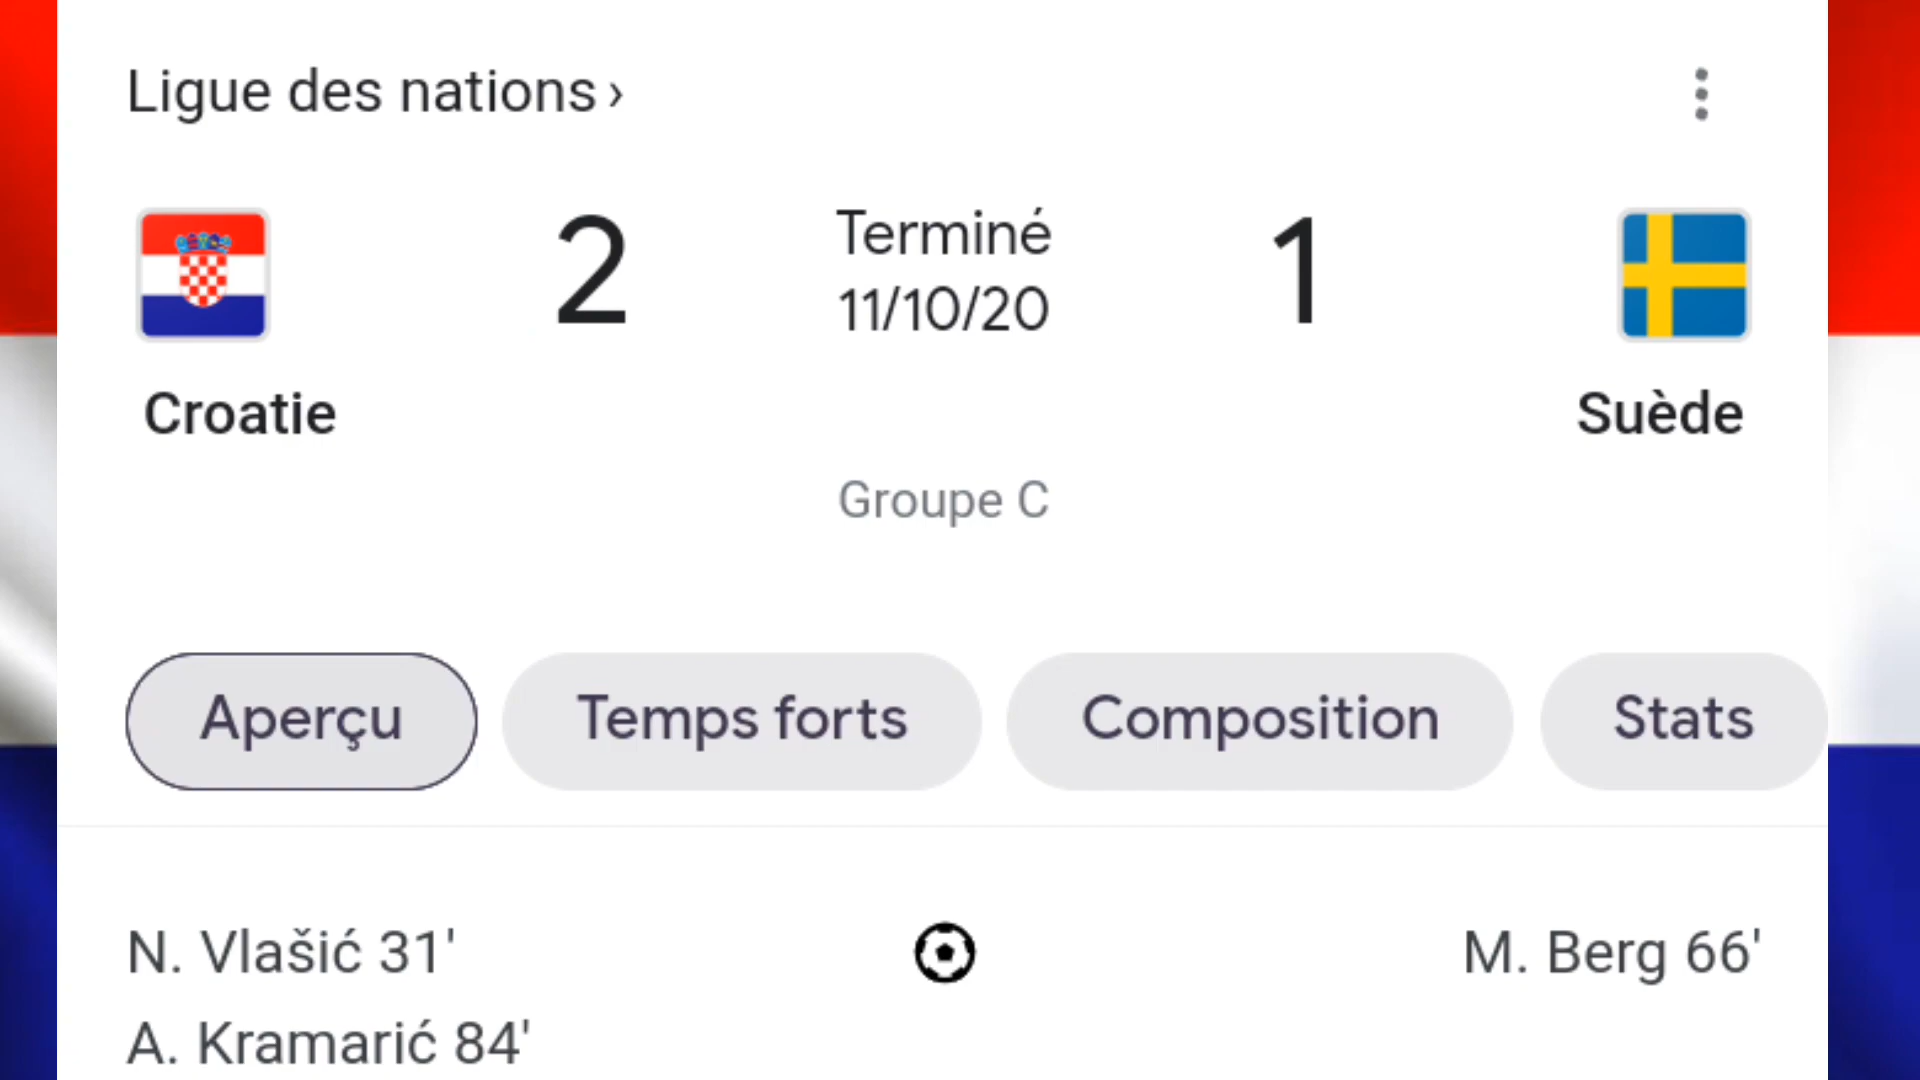 Ligue des nations ›
2 Terminé 1
11/10/20
Croatie Suède
Groupe C
Aperçu Temps forts Composition Stats
N. Vlašić 31' M. Berg 66'
A. Kramarić 84'